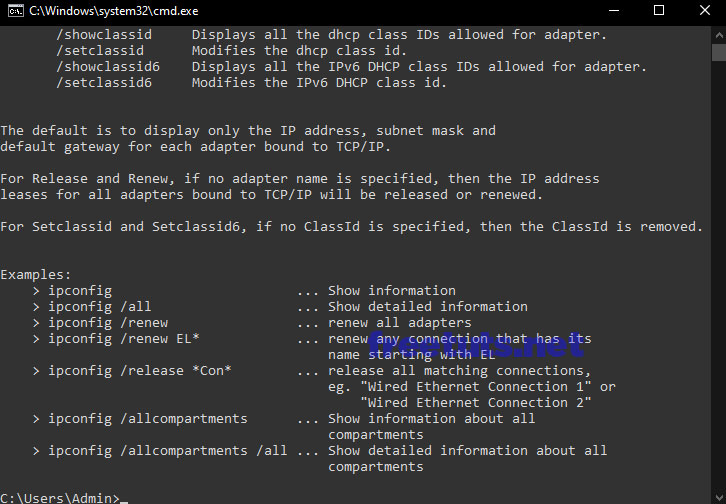 C:\Windows\system32\cmd.exe
/showclassid Displays all the dhcp class IDs allowed for adapter.
/setclassid Modifies the dhcp class id.
/showclassid6 Displays all the IPv6 DHCP class IDs allowed for adapter.
/setclassid6 Modifies the IPv6 DHCP class id.
The default is to display only the IP address, subnet mask and
default gateway for each adapter bound to TCP/IP.
For Release and Renew, if no adapter name is specified, then the IP address
leases for all adapters bound to TCP/IP will be released or renewed.
For Setclassid and Setclassid6, if no ClassId is specified, then the ClassId is removed.
Examples:
> ipconfig ... Show information
> ipconfig /all ... Show detailed information
> ipconfig /renew ... renew all adapters
> ipconfig /renew EL* ... renew any connection that has its
name starting with EL
> ipconfig /release *Con* ... release all matching connections,
eg. "Wired Ethernet Connection 1" or
"Wired Ethernet Connection 2"
> ipconfig /allcompartments ... Show information about all
compartments
> ipconfig /allcompartments /all ... Show detailed information about all
compartments
C:\Users\Admin>_
freetuts.net